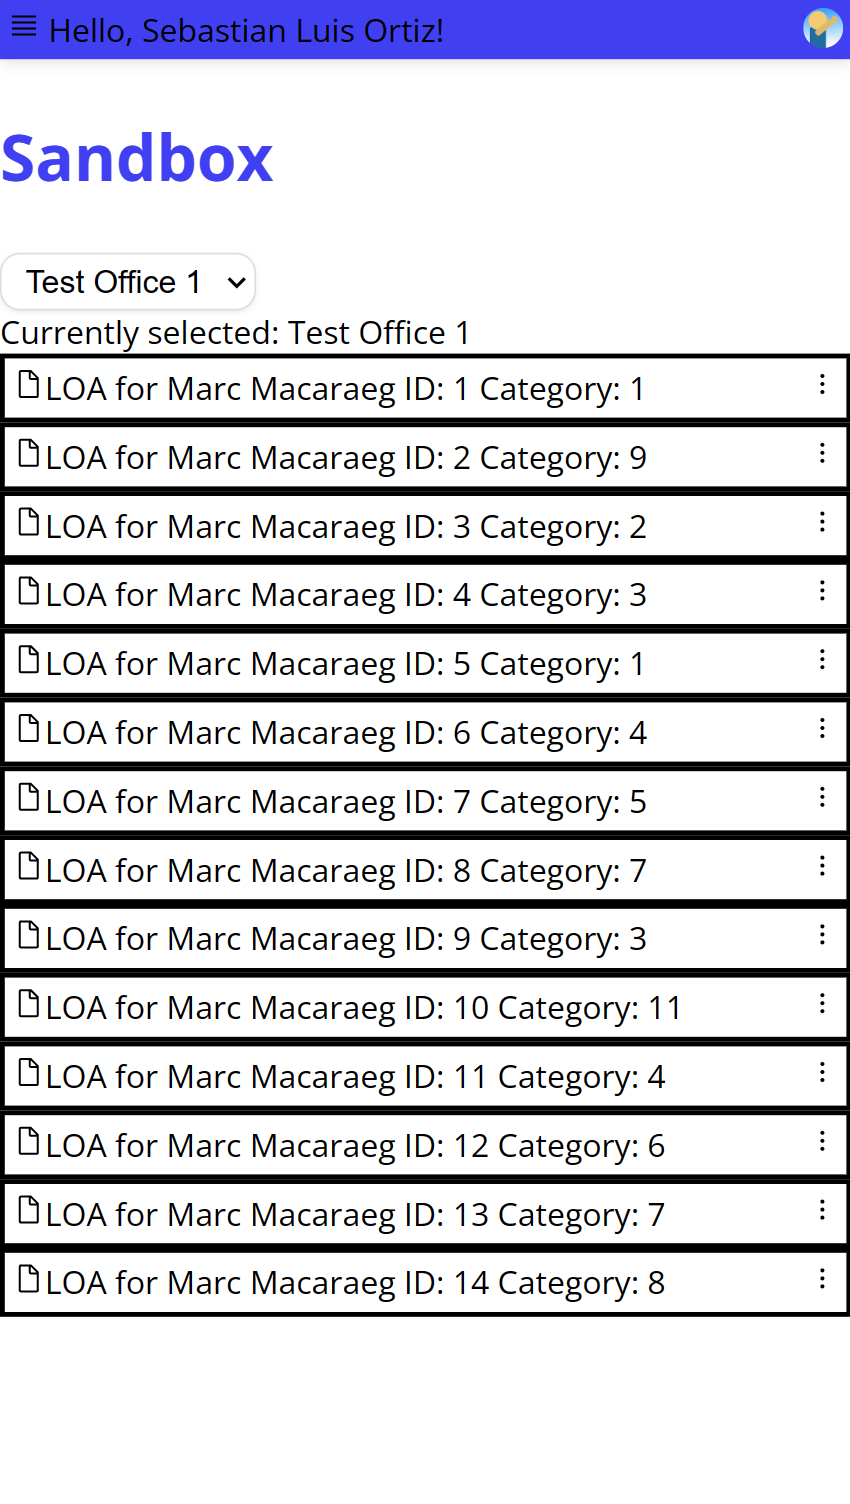 Hello, Sebastian Luis Ortiz!
Sandbox
Test Office 1
Currently selected: Test Office 1
LOA for Marc Macaraeg ID: 1 Category: 1
LOA for Marc Macaraeg ID: 2 Category: 9
LOA for Marc Macaraeg ID: 3 Category: 2
LOA for Marc Macaraeg ID: 4 Category: 3
LOA for Marc Macaraeg ID: 5 Category: 1
LOA for Marc Macaraeg ID: 6 Category: 4
LOA for Marc Macaraeg ID: 7 Category: 5
LOA for Marc Macaraeg ID: 8 Category: 7
LOA for Marc Macaraeg ID: 9 Category: 3
LOA for Marc Macaraeg ID: 10 Category: 11
LOA for Marc Macaraeg ID: 11 Category: 4
LOA for Marc Macaraeg ID: 12 Category: 6
LOA for Marc Macaraeg ID: 13 Category: 7
LOA for Marc Macaraeg ID: 14 Category: 8